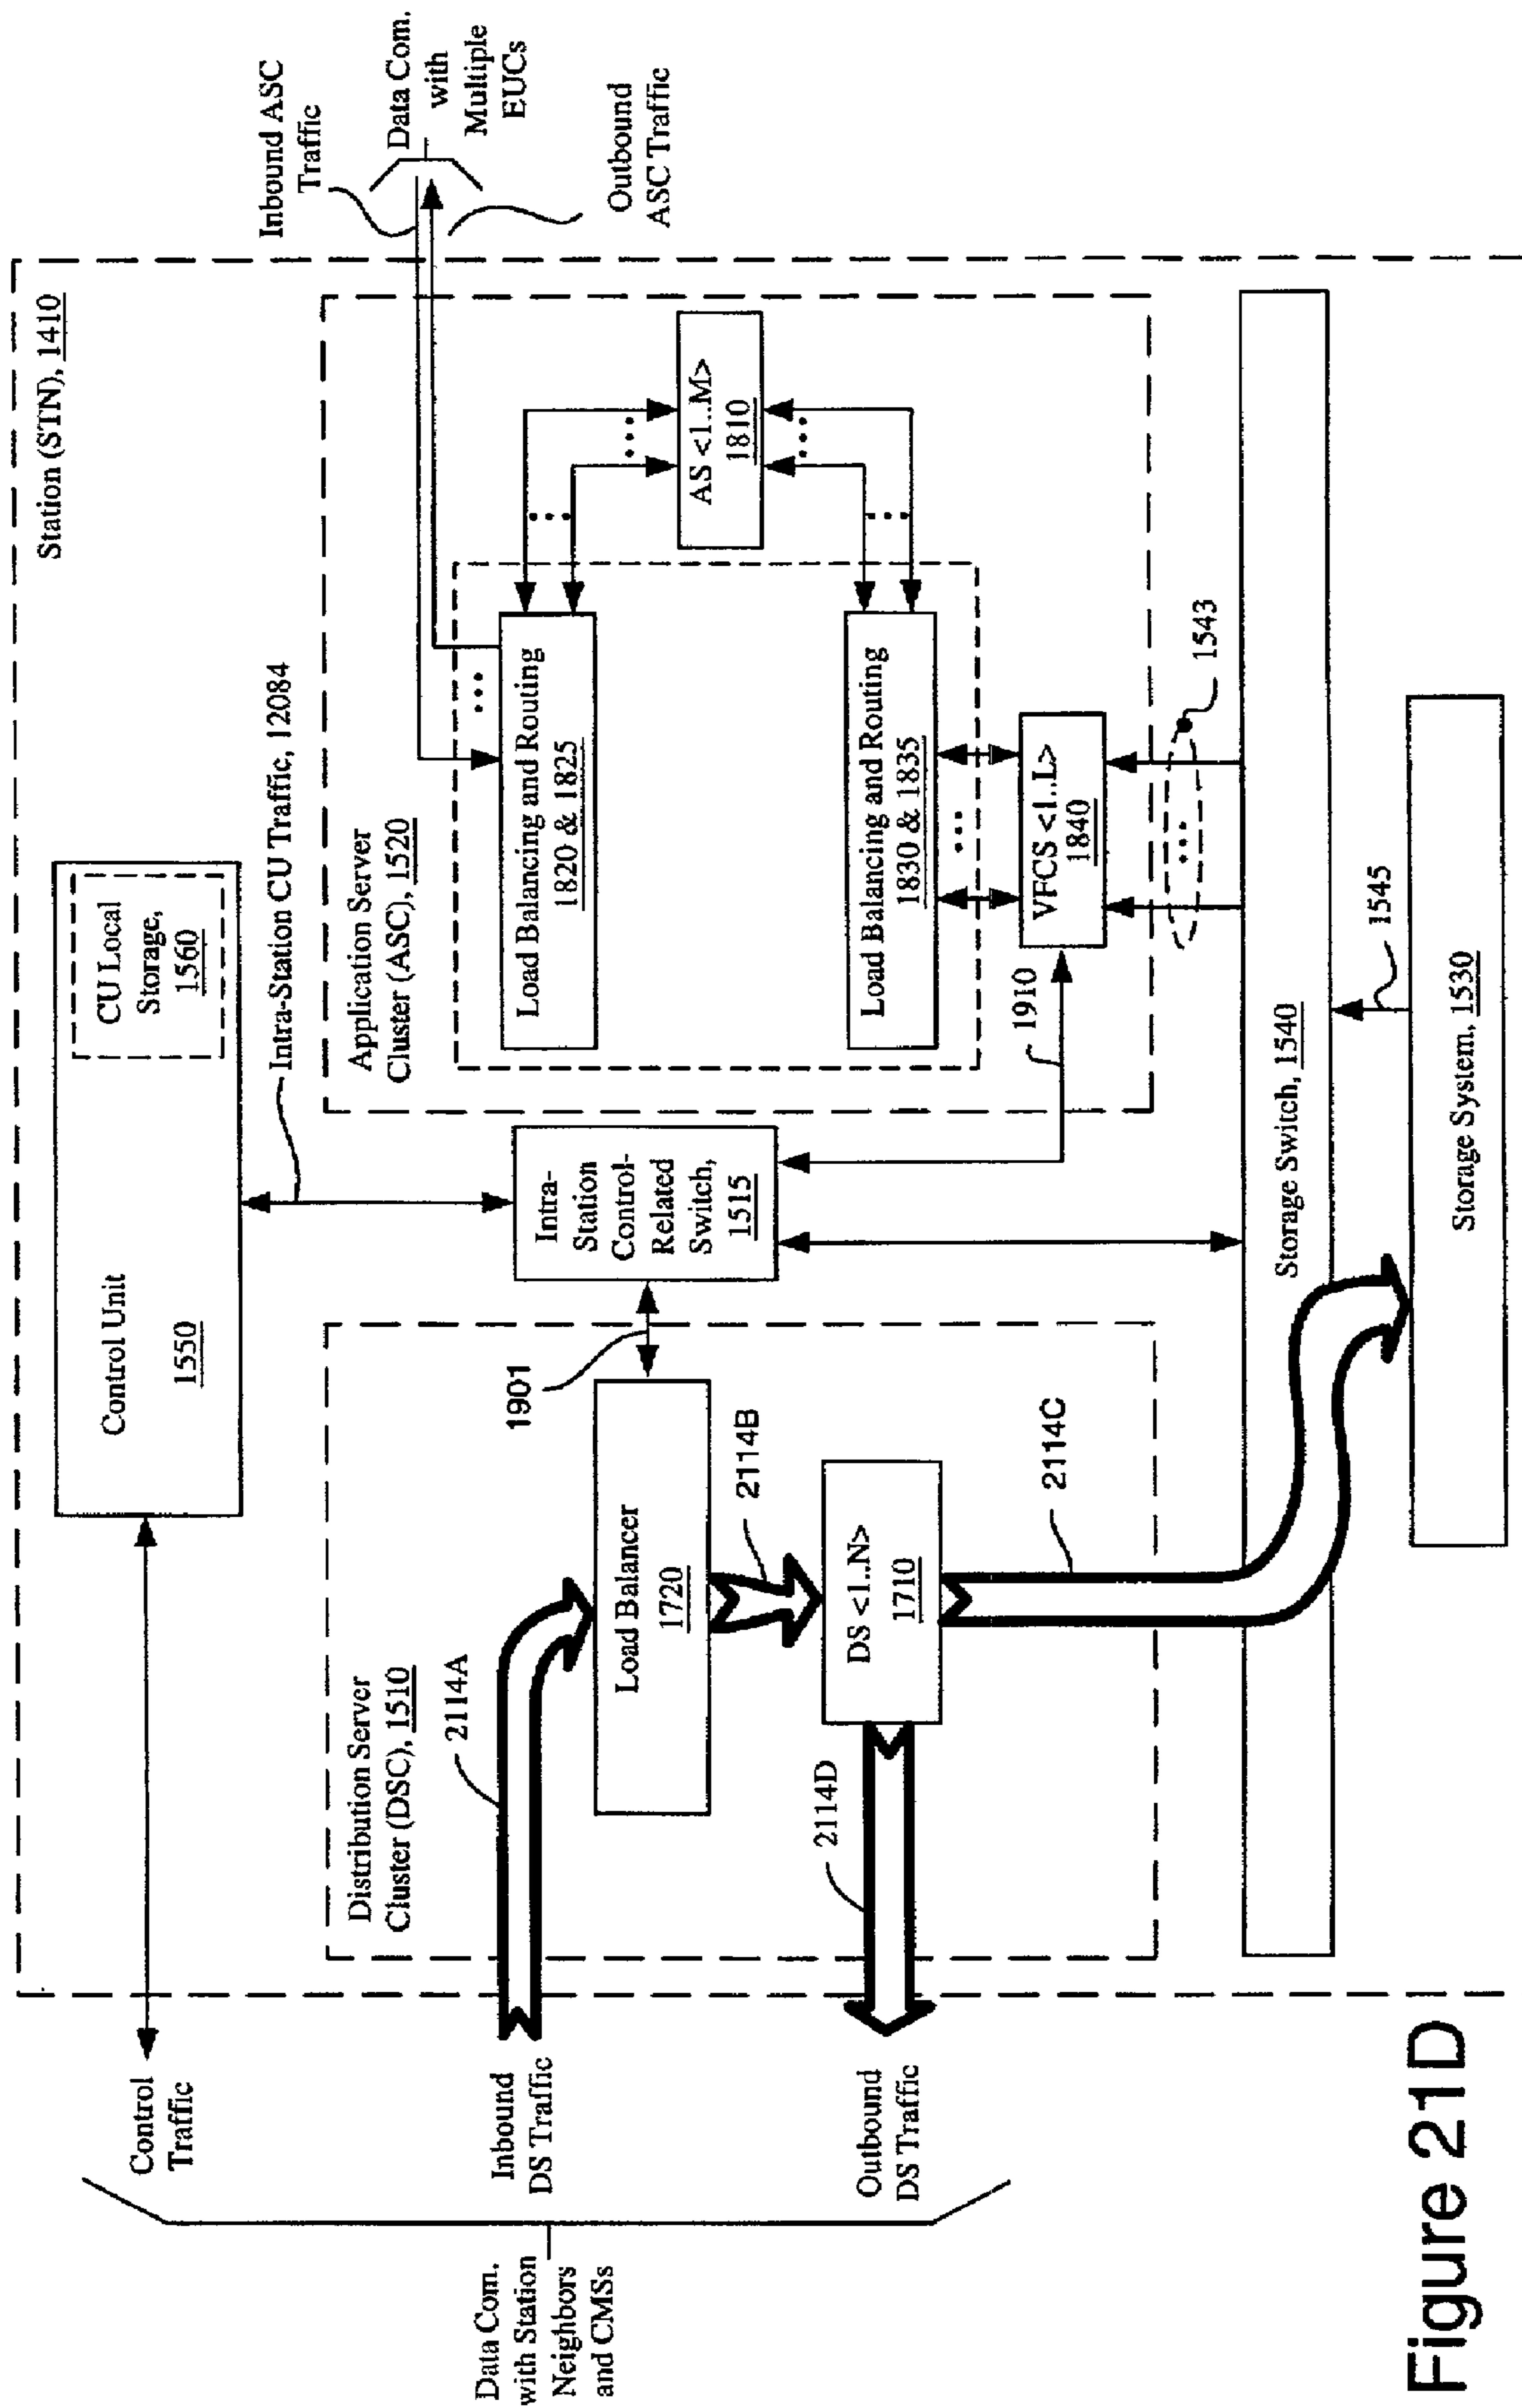 Station (STN), 1410
Control Unit
1550
CU Local
Storage,
1560
Control
Traffic
Intra-Station CU Traffic, 12084
Inbound ASC
Traffic
Data Com.
with
Multiple
EUCs
Outbound
ASC Traffic
Distribution Server
Cluster (DSC), 1510
2114A
Inbound
DS Traffic
Load Balancer
1720
1901
2114B
DS <1..N>
1710
2114C
2114D
Outbound
DS Traffic
Data Com.
with Station
Neighbors
and CMSs
Intra-
Station
Control-
Related
Switch,
1515
1910
Application Server
Cluster (ASC), 1520
Load Balancing and Routing
1820 & 1825
AS <1..M>
1810
Load Balancing and Routing
1830 & 1835
VFCS <1..L>
1840
1543
Storage Switch, 1540
1545
Storage System, 1530
Figure 21D